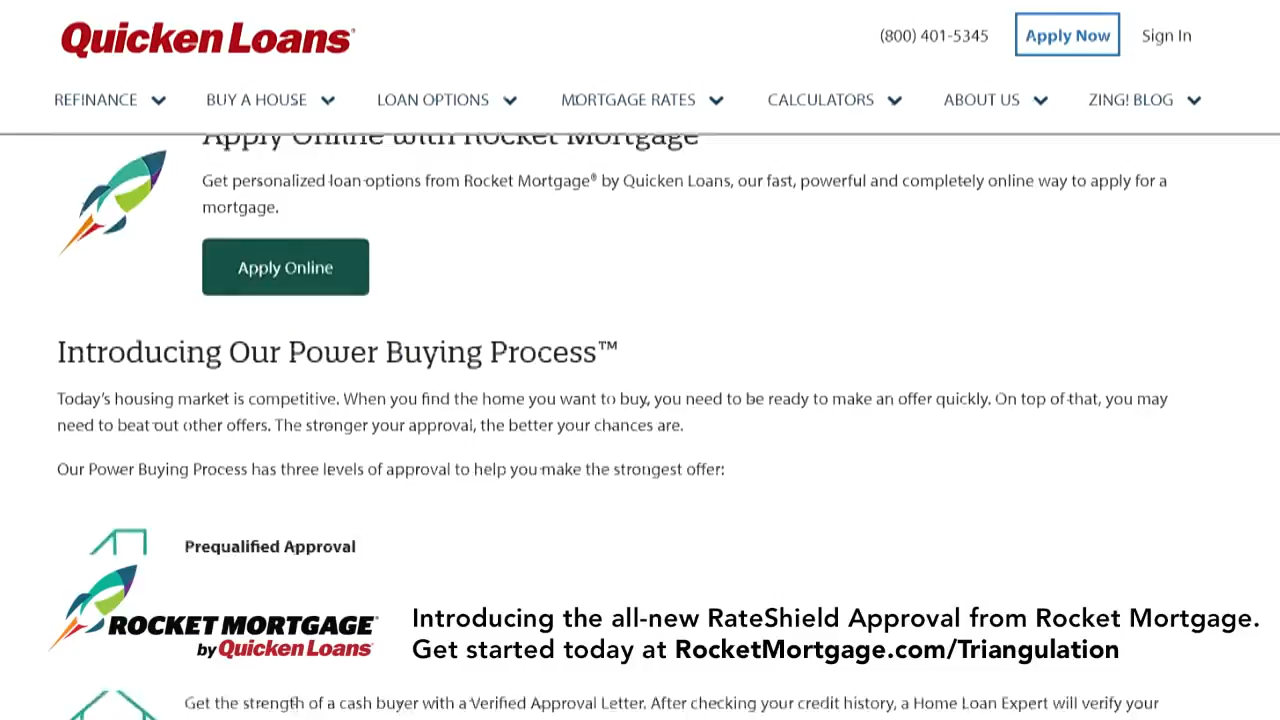 Quicken Loans
(800) 401-5345
Apply Now
Sign In
REFINANCE
BUY A HOUSE
LOAN OPTIONS
MORTGAGE RATES
CALCULATORS
ABOUT US
ZING! BLOG
Apply Online with Rocket Mortgage
Get personalized loan options from Rocket Mortgage® by Quicken Loans, our fast, powerful and completely online way to apply for a
mortgage.
Apply Online
Introducing Our Power Buying Process™
Today's housing market is competitive. When you find the home you want to buy, you need to be ready to make an offer quickly. On top of that, you may
need to beat out other offers. The stronger your approval, the better your chances are.
Our Power Buying Process has three levels of approval to help you make the strongest offer:
Prequalified Approval
ROCKET MORTGAGE
by Quicken Loans
Introducing the all-new RateShield Approval from Rocket Mortgage.
Get started today at RocketMortgage.com/Triangulation
Get the strength of a cash buyer with a Verified Approval Letter. After checking your credit history, a Home Loan Expert will verify your